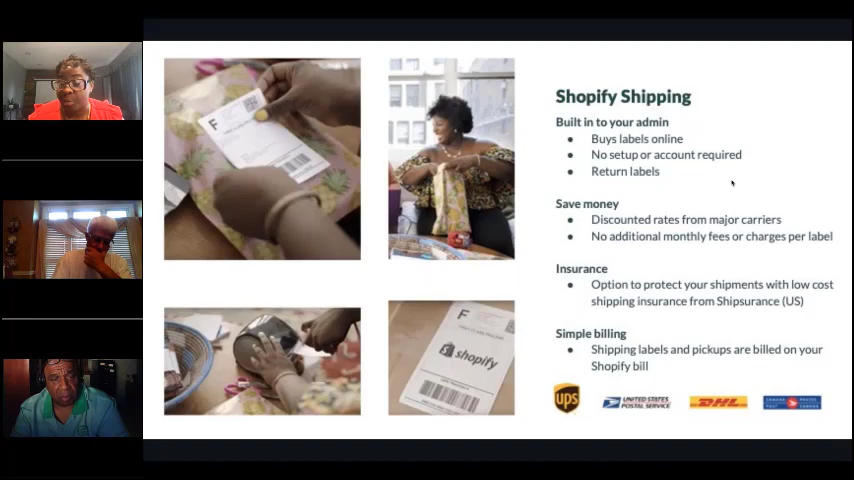 Shopify Shipping
Built in to your admin
● Buys labels online
● No setup or account required
● Return labels
Save money
● Discounted rates from major carriers
● No additional monthly fees or charges per label
Insurance
● Option to protect your shipments with low cost
shipping insurance from Shipsurance (US)
Simple billing
● Shipping labels and pickups are billed on your
Shopify bill
F
F
shopify
ups
UNITED STATES
POSTAL SERVICE
DHL